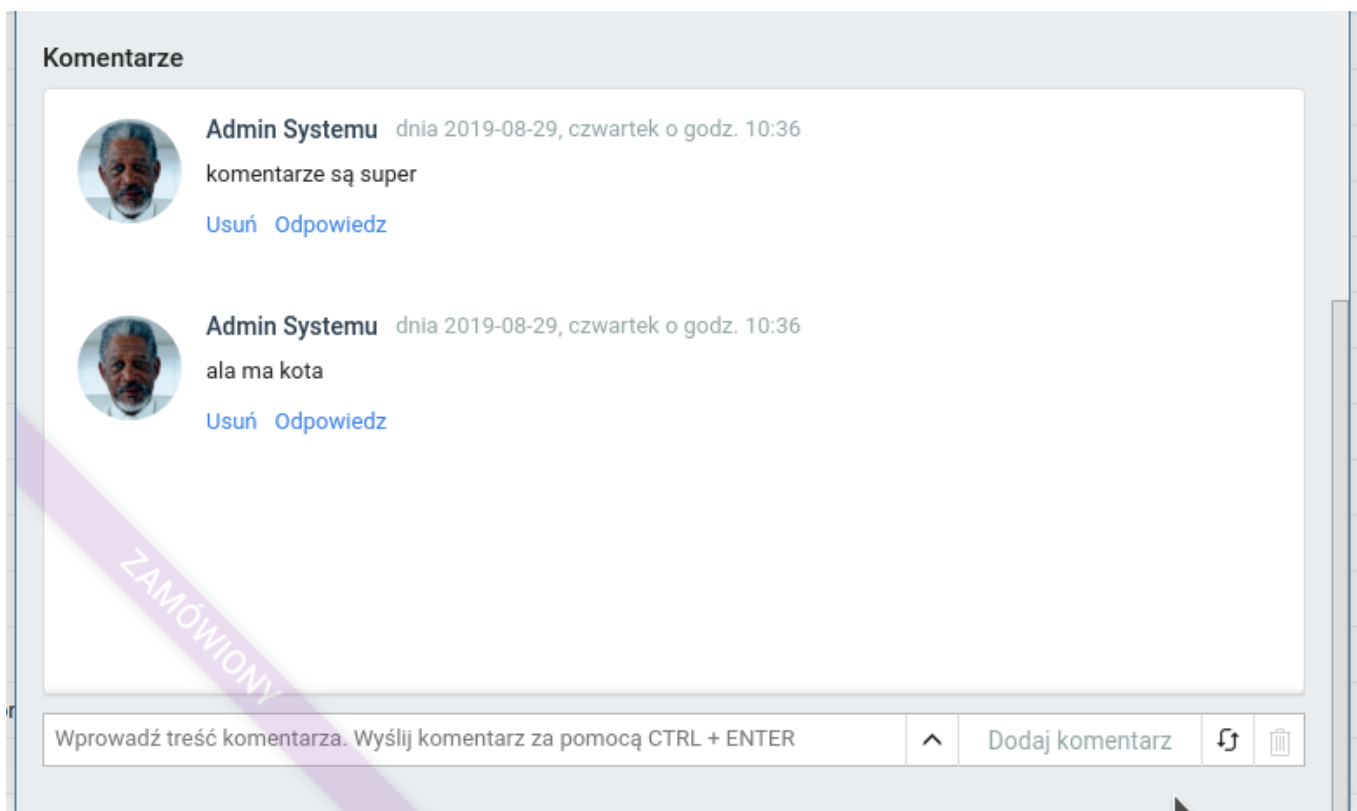 Komentarze
Admin Systemu dnia 2019-08-29, czwartek o godz. 10:36
komentarze są super
Usuń Odpowiedz
Admin Systemu dnia 2019-08-29, czwartek o godz. 10:36
ala ma kota
Usuń Odpowiedz
ZAMÓWIONY
Wprowadź treść komentarza. Wyślij komentarz za pomocą CTRL + ENTER Dodaj komentarz